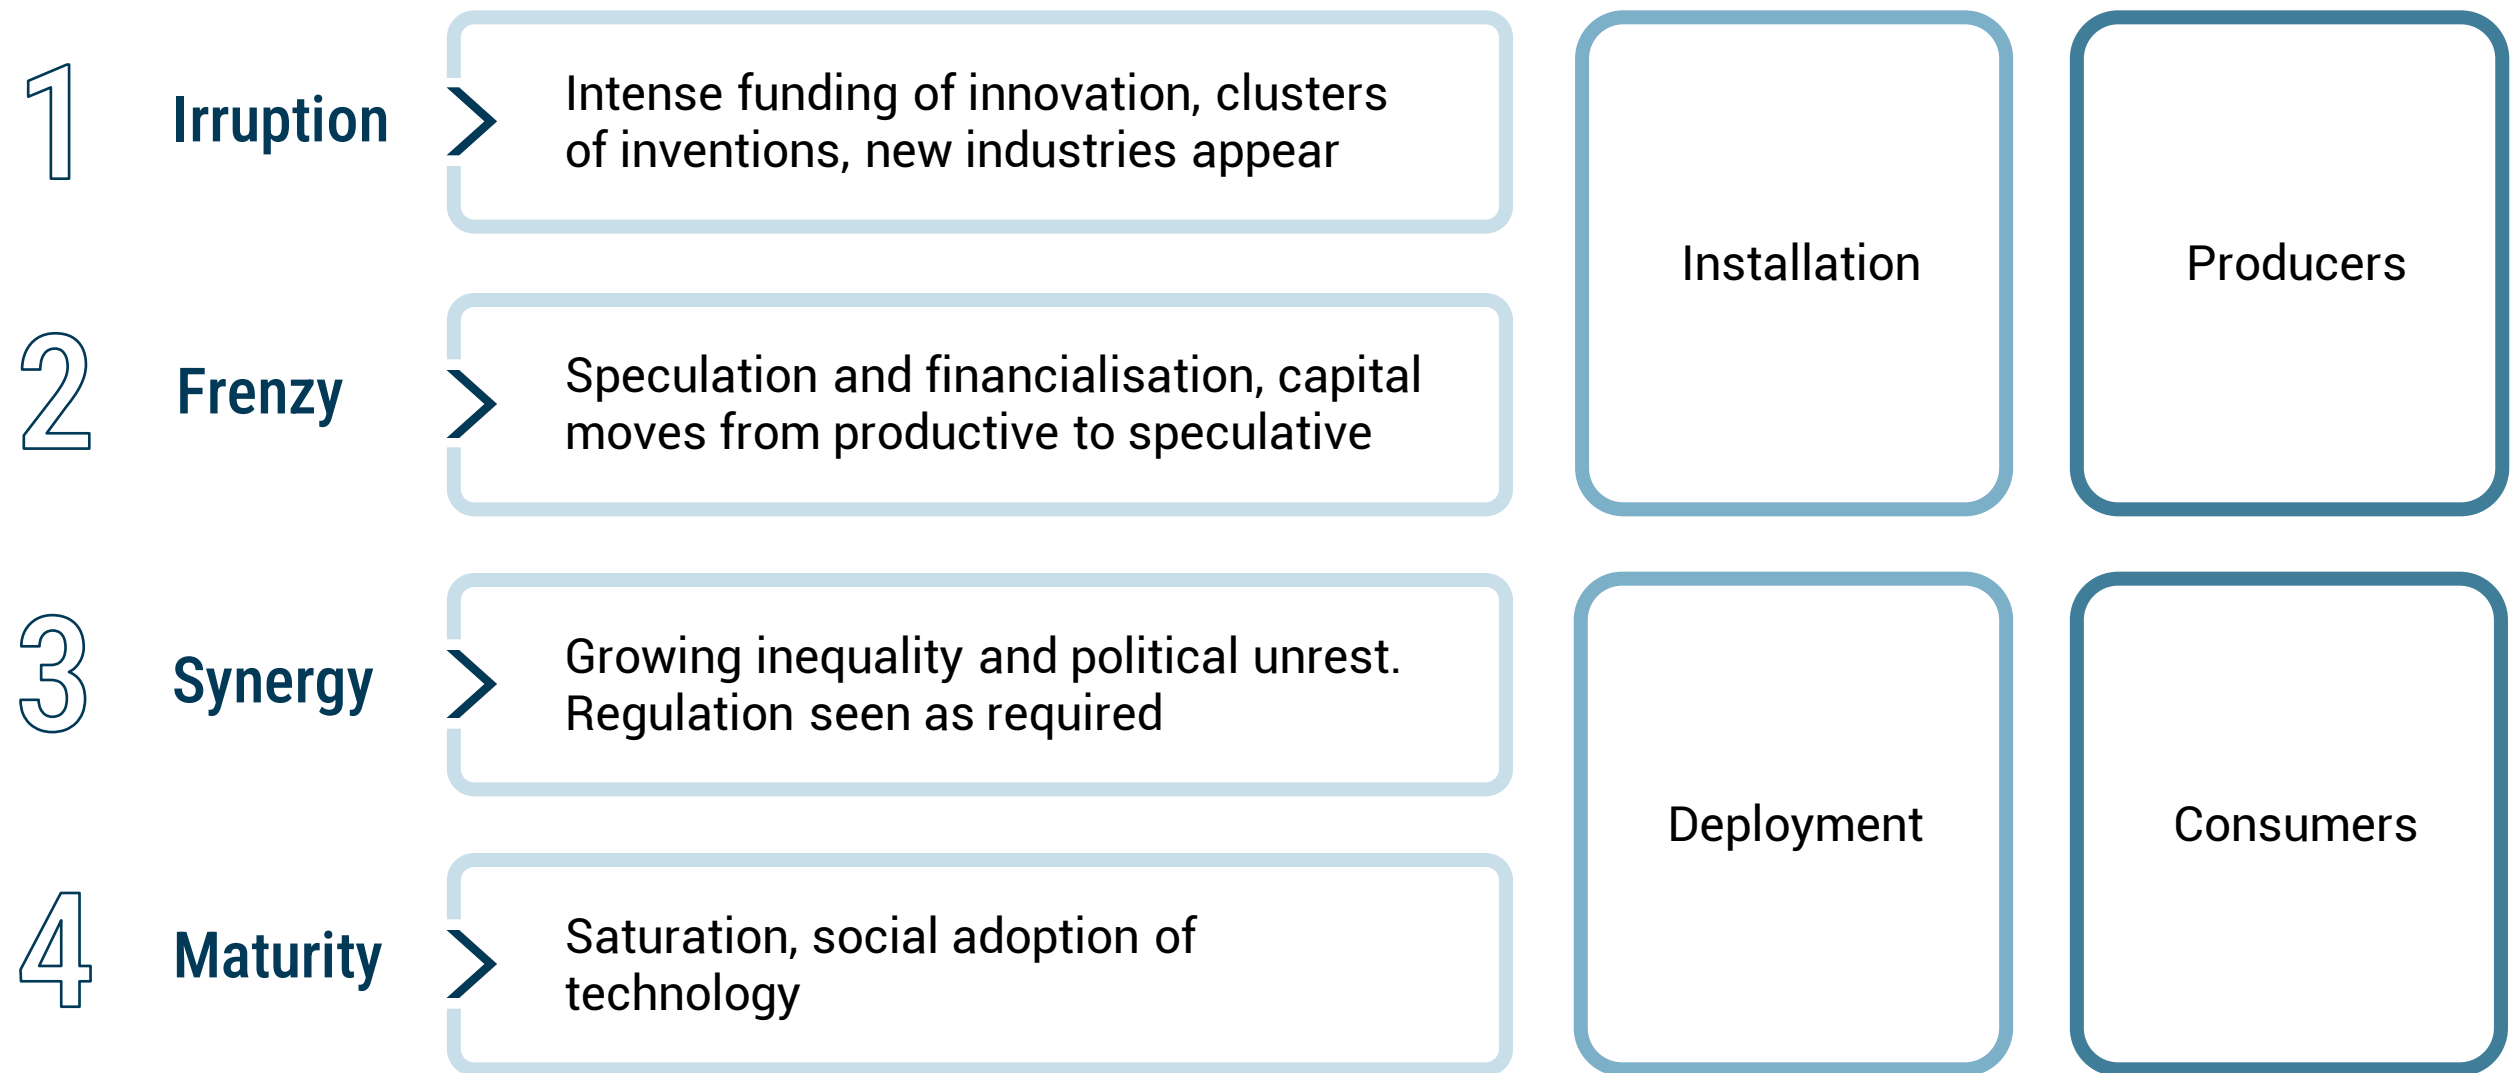 1
Irruption
Intense funding of innovation, clusters
of inventions, new industries appear
2
Frenzy
Speculation and financialisation, capital
moves from productive to speculative
Installation
Producers
3
Synergy
Growing inequality and political unrest.
Regulation seen as required
4
Maturity
Saturation, social adoption of
technology
Deployment
Consumers